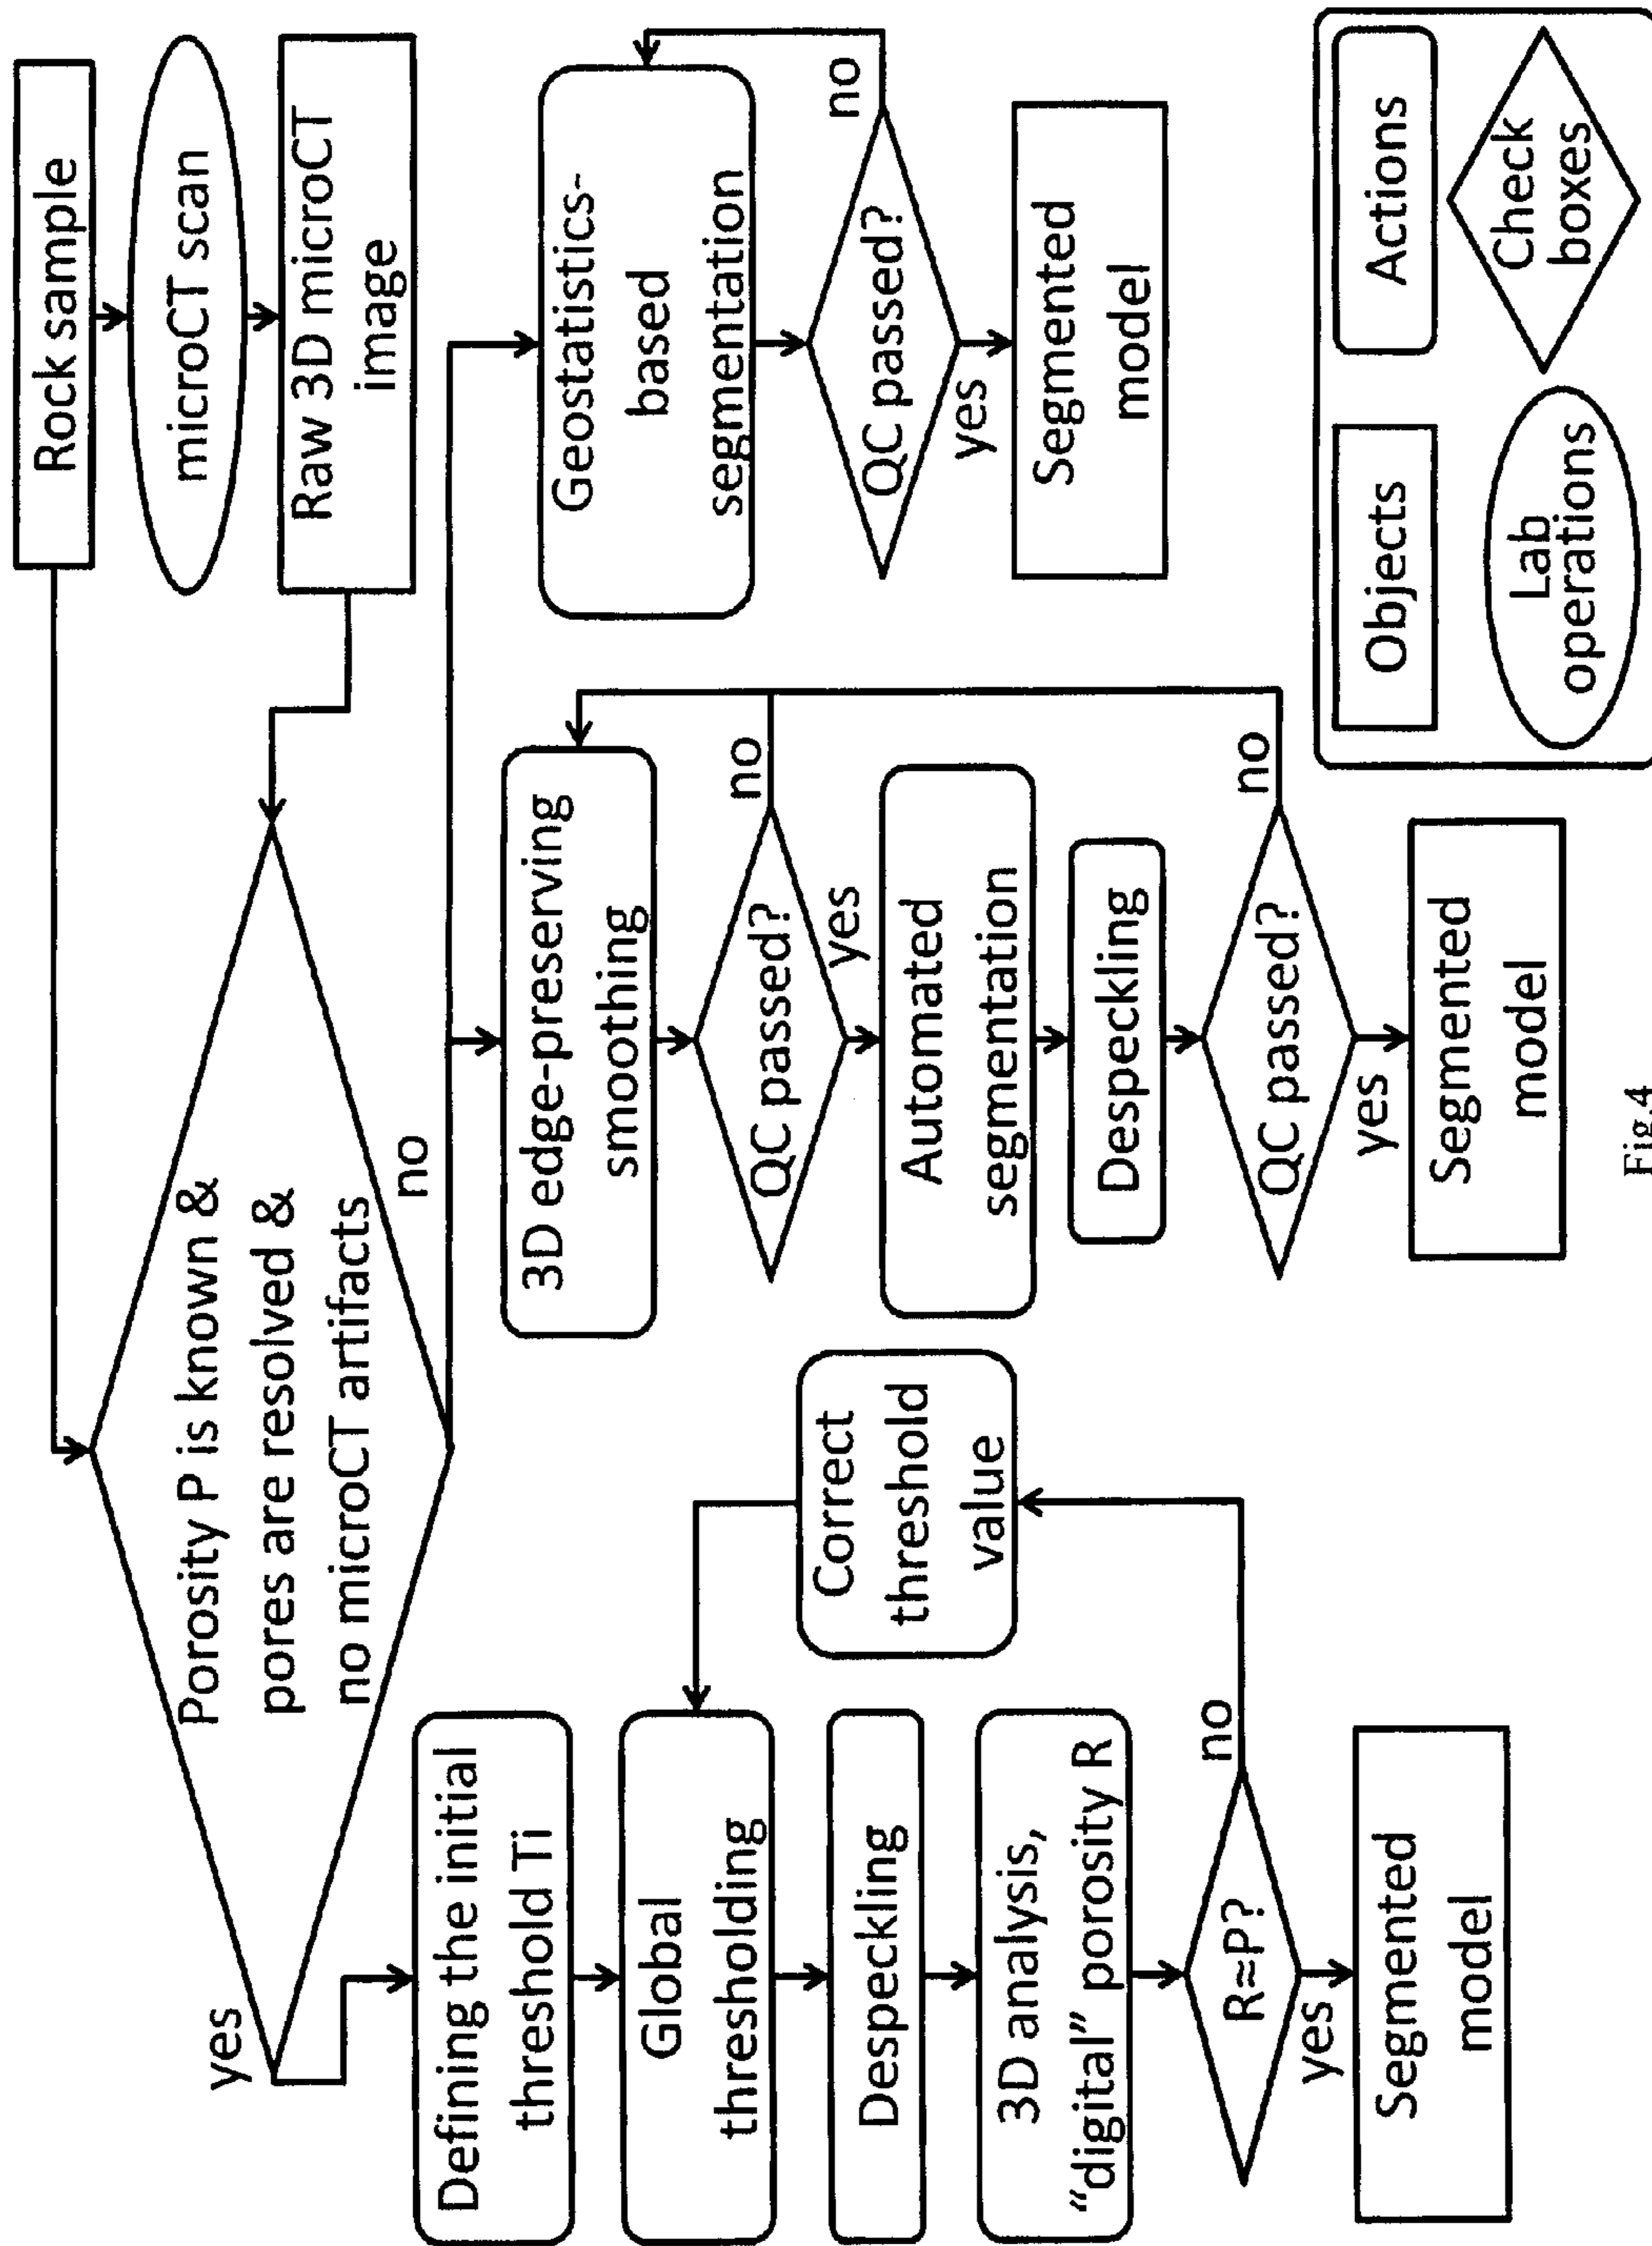 Rock sample
microCT scan
Raw 3D microCT
image
Porosity P is known &
pores are resolved &
no microCT artifacts
yes
no
Defining the initial
threshold Ti
Global
thresholding
Despeckling
3D analysis,
"digital" porosity R
R≈P?
no
yes
Correct
threshold
value
Segmented
model
3D edge-preserving
smoothing
QC passed?
no
yes
Automated
segmentation
Despeckling
QC passed?
no
yes
Segmented
model
Geostatistics-
based
segmentation
QC passed?
no
yes
Segmented
model
Objects
Actions
Lab
operations
Check
boxes
Fig.4